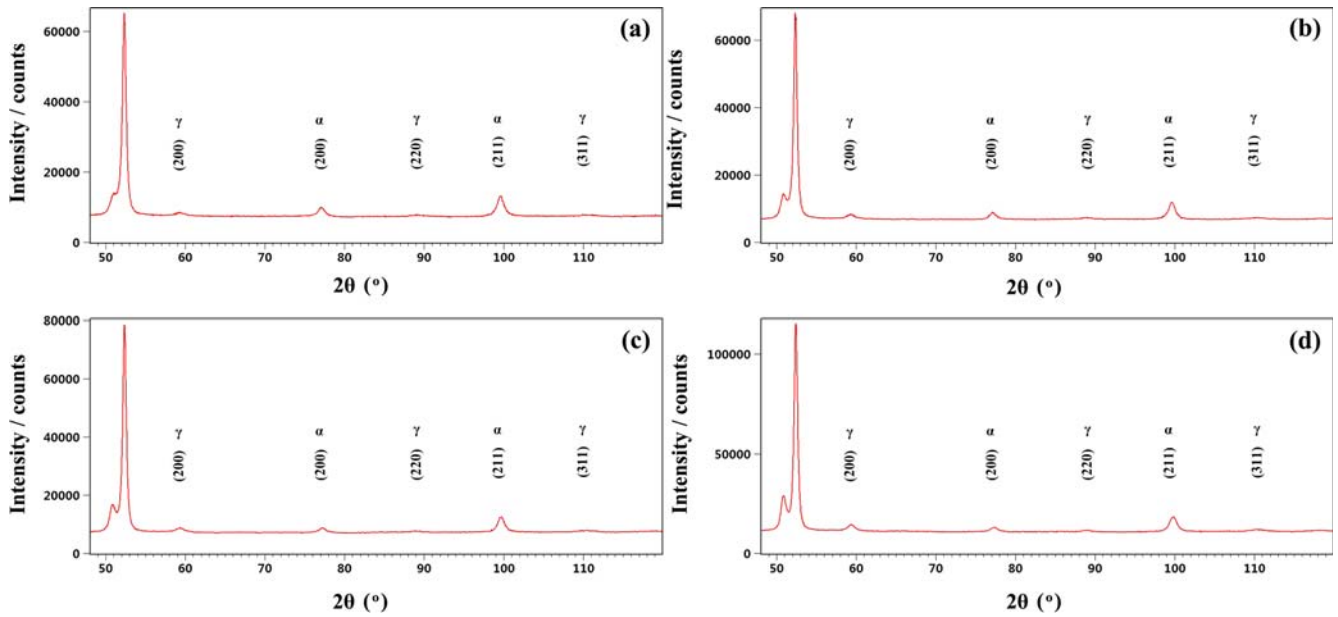 (a)
Intensity / counts
60000
40000
20000
0
γ (200)
α (200)
γ (220)
α (211)
γ (311)
50 60 70 80 90 100 110
2θ (°)
(b)
Intensity / counts
60000
40000
20000
0
γ (200)
α (200)
γ (220)
α (211)
γ (311)
50 60 70 80 90 100 110
2θ (°)
(c)
Intensity / counts
80000
60000
40000
20000
0
γ (200)
α (200)
γ (220)
α (211)
γ (311)
50 60 70 80 90 100 110
2θ (°)
(d)
Intensity / counts
100000
50000
0
γ (200)
α (200)
γ (220)
α (211)
γ (311)
50 60 70 80 90 100 110
2θ (°)